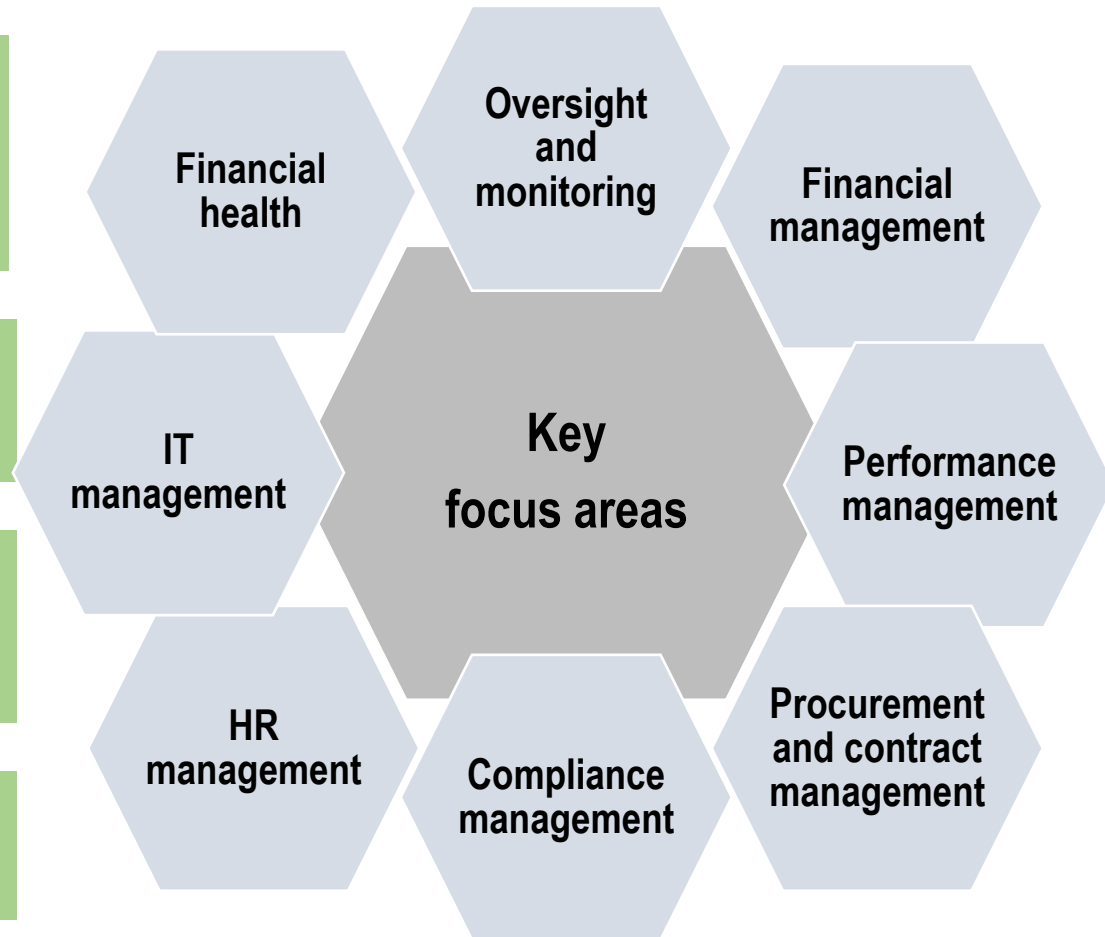 Oversight
and
monitoring
Financial
health
Financial
management
Key
focus areas
IT
management
Performance
management
HR
management
Procurement
and contract
management
Compliance
management